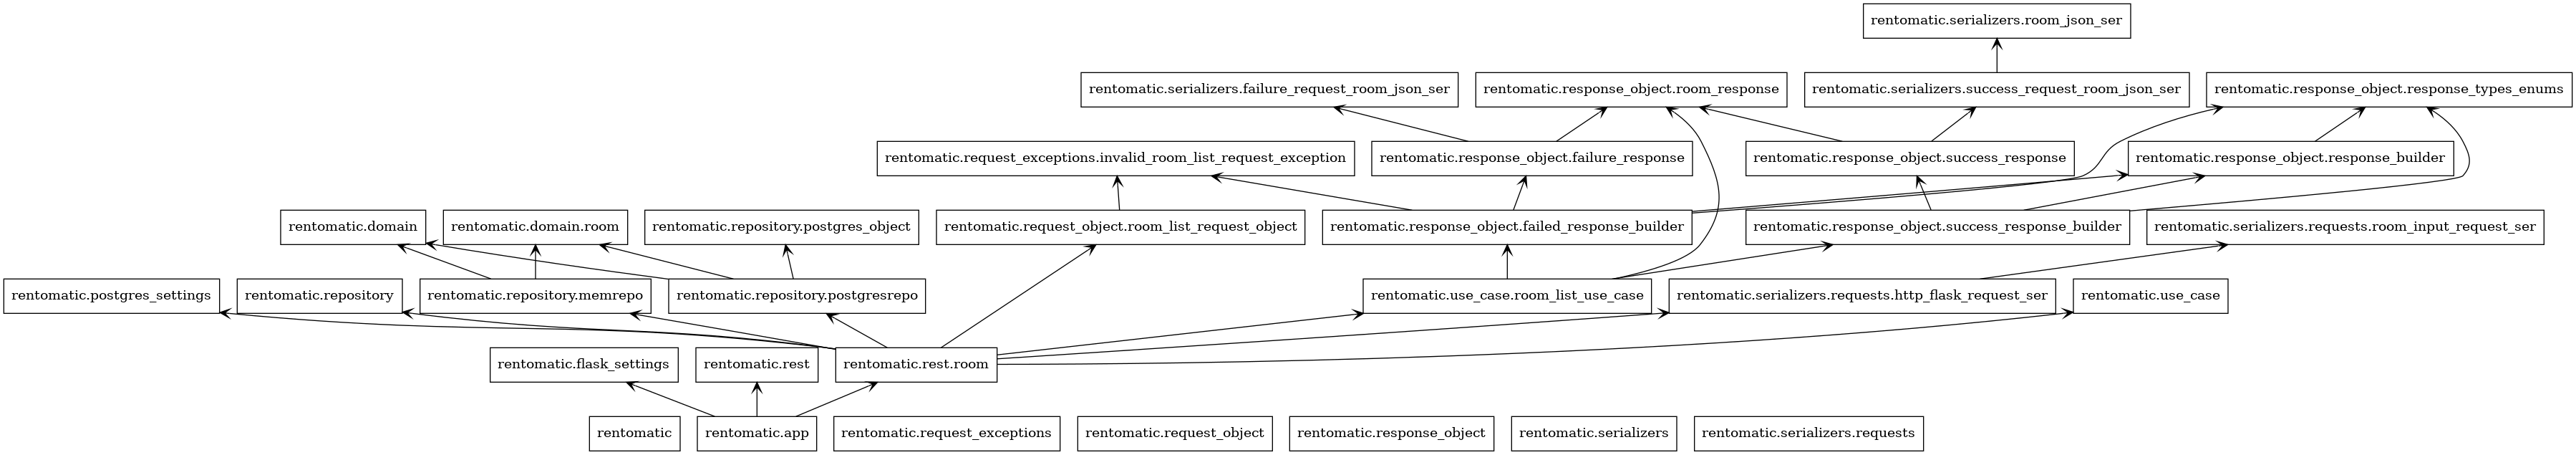 rentomatic.serializers.room_json_ser
rentomatic.serializers.failure_request_room_json_ser
rentomatic.response_object.room_response
rentomatic.serializers.success_request_room_json_ser
rentomatic.response_object.response_types_enums
rentomatic.request_exceptions.invalid_room_list_request_exception
rentomatic.response_object.failure_response
rentomatic.response_object.success_response
rentomatic.response_object.response_builder
rentomatic.domain
rentomatic.domain.room
rentomatic.repository.postgres_object
rentomatic.request_object.room_list_request_object
rentomatic.response_object.failed_response_builder
rentomatic.response_object.success_response_builder
rentomatic.serializers.requests.room_input_request_ser
rentomatic.postgres_settings
rentomatic.repository
rentomatic.repository.memrepo
rentomatic.repository.postgresrepo
rentomatic.use_case.room_list_use_case
rentomatic.serializers.requests.http_flask_request_ser
rentomatic.use_case
rentomatic.flask_settings
rentomatic.rest
rentomatic.rest.room
rentomatic
rentomatic.app
rentomatic.request_exceptions
rentomatic.request_object
rentomatic.response_object
rentomatic.serializers
rentomatic.serializers.requests